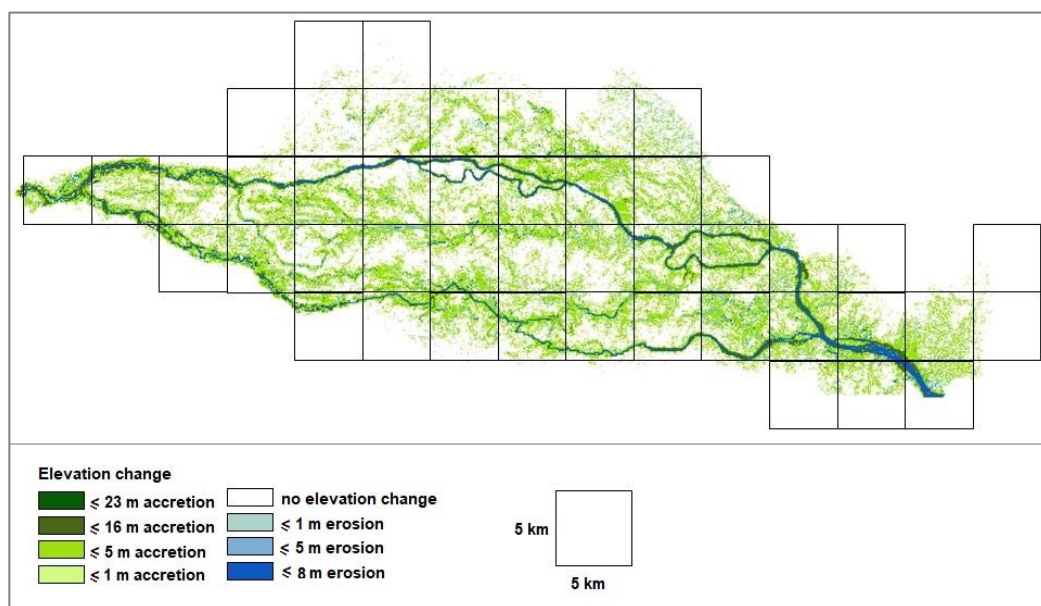 Elevation change
⩽ 23 m accretion
⩽ 16 m accretion
⩽ 5 m accretion
⩽ 1 m accretion
no elevation change
⩽ 1 m erosion
⩽ 5 m erosion
⩽ 8 m erosion
5 km
5 km